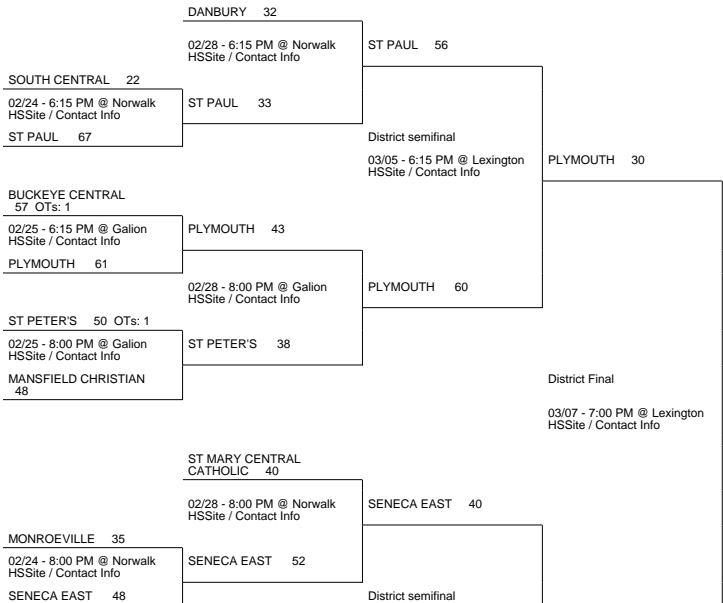 DANBURY 32
02/28 - 6:15 PM @ Norwalk
HSSite / Contact Info
ST PAUL 56
SOUTH CENTRAL 22
02/24 - 6:15 PM @ Norwalk
HSSite / Contact Info
ST PAUL 33
ST PAUL 67
District semifinal
03/05 - 6:15 PM @ Lexington
HSSite / Contact Info
PLYMOUTH 30
BUCKEYE CENTRAL
57 OTs: 1
02/25 - 6:15 PM @ Galion
HSSite / Contact Info
PLYMOUTH 43
PLYMOUTH 61
02/28 - 8:00 PM @ Galion
HSSite / Contact Info
PLYMOUTH 60
ST PETER'S 50 OTs: 1
02/25 - 8:00 PM @ Galion
HSSite / Contact Info
ST PETER'S 38
MANSFIELD CHRISTIAN
48
District Final
03/07 - 7:00 PM @ Lexington
HSSite / Contact Info
ST MARY CENTRAL
CATHOLIC 40
02/28 - 8:00 PM @ Norwalk
HSSite / Contact Info
SENECA EAST 40
MONROEVILLE 35
02/24 - 8:00 PM @ Norwalk
HSSite / Contact Info
SENECA EAST 52
SENECA EAST 48
District semifinal